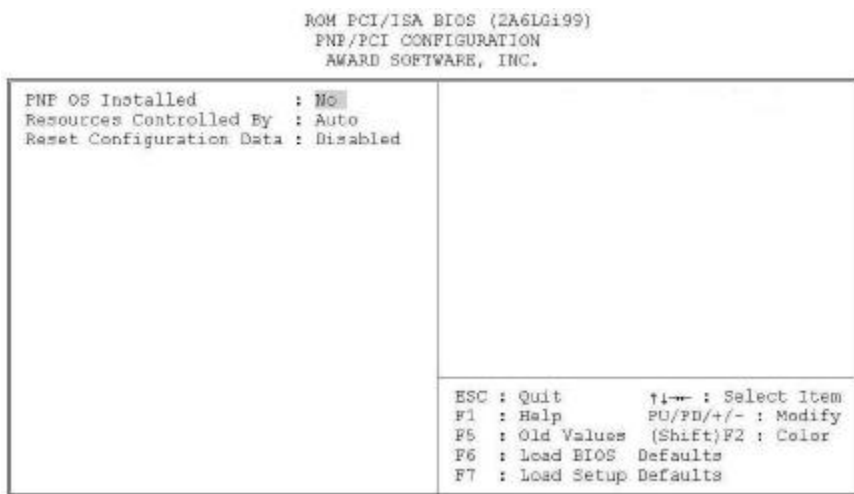 ROM PCI/ISA BIOS (2A6LGi99)
PNP/PCI CONFIGURATION
AWARD SOFTWARE, INC.
PNP OS Installed : No
Resources Controlled By : Auto
Reset Configuration Data : Disabled
ESC : Quit ↑↓→← : Select Item
F1 : Help PU/PD/+/- : Modify
F5 : Old Values (Shift)F2 : Color
F6 : Load BIOS Defaults
F7 : Load Setup Defaults